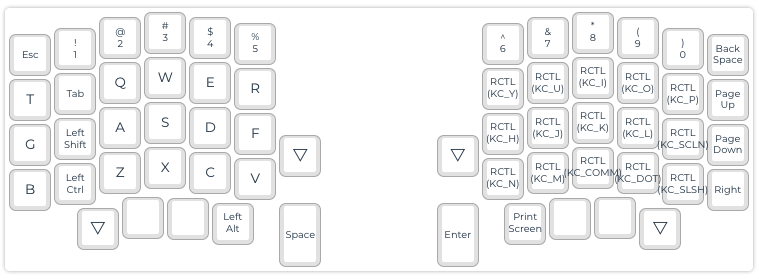 Esc
!
1
@
2
#
3
$
4
%
5
^
6
&
7
*
8
(
9
)
0
Back
Space
T
Tab
Q
W
E
R
RCTL
(KC_Y)
RCTL
(KC_U)
RCTL
(KC_I)
RCTL
(KC_O)
RCTL
(KC_P)
Page
Up
G
Left
Shift
A
S
D
F
▽
▽
RCTL
(KC_H)
RCTL
(KC_J)
RCTL
(KC_K)
RCTL
(KC_L)
RCTL
(KC_SCLN)
Page
Down
B
Left
Ctrl
Z
X
C
V
RCTL
(KC_N)
RCTL
(KC_M)
RCTL
(KC_COMM)
RCTL
(KC_DOT)
RCTL
(KC_SLSH)
Right
▽
Left
Alt
Space
Enter
Print
Screen
▽